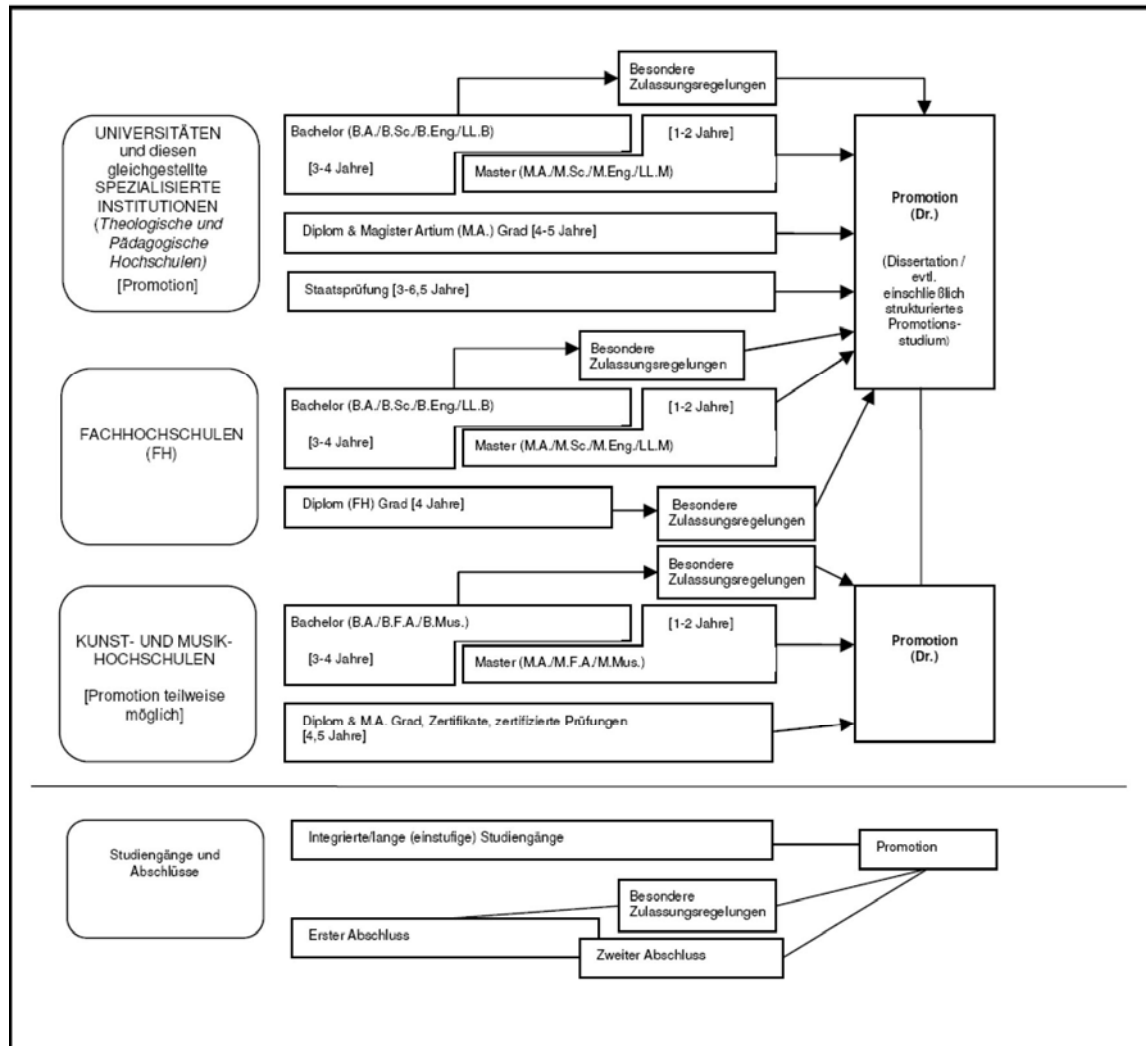 Besondere
Zulassungsregelungen
UNIVERSITÄTEN
und diesen
gleichgestellte
SPEZIALISIERTE
INSTITUTIONEN
(Theologische und
Pädagogische
Hochschulen)
[Promotion]
Bachelor (B.A./B.Sc./B.Eng./LL.B)
[3-4 Jahre]
[1-2 Jahre]
Master (M.A./M.Sc./M.Eng./LL.M)
Diplom & Magister Artium (M.A.) Grad [4-5 Jahre]
Staatsprüfung [3-6,5 Jahre]
Promotion
(Dr.)
(Dissertation /
evtl.
einschließlich
strukturiertes
Promotions-
studium)
Besondere
Zulassungsregelungen
FACHHOCHSCHULEN
(FH)
Bachelor (B.A./B.Sc./B.Eng./LL.B)
[3-4 Jahre]
[1-2 Jahre]
Master (M.A./M.Sc./M.Eng./LL.M)
Diplom (FH) Grad [4 Jahre]
Besondere
Zulassungsregelungen
Besondere
Zulassungsregelungen
KUNST- UND MUSIK-
HOCHSCHULEN
[Promotion teilweise
möglich]
Bachelor (B.A./B.F.A./B.Mus.)
[3-4 Jahre]
[1-2 Jahre]
Master (M.A./M.F.A./M.Mus.)
Diplom & M.A. Grad, Zertifikate, zertifizierte Prüfungen
[4,5 Jahre]
Promotion
(Dr.)
Studiengänge und
Abschlüsse
Integrierte/lange (einstufige) Studiengänge
Promotion
Besondere
Zulassungsregelungen
Erster Abschluss
Zweiter Abschluss